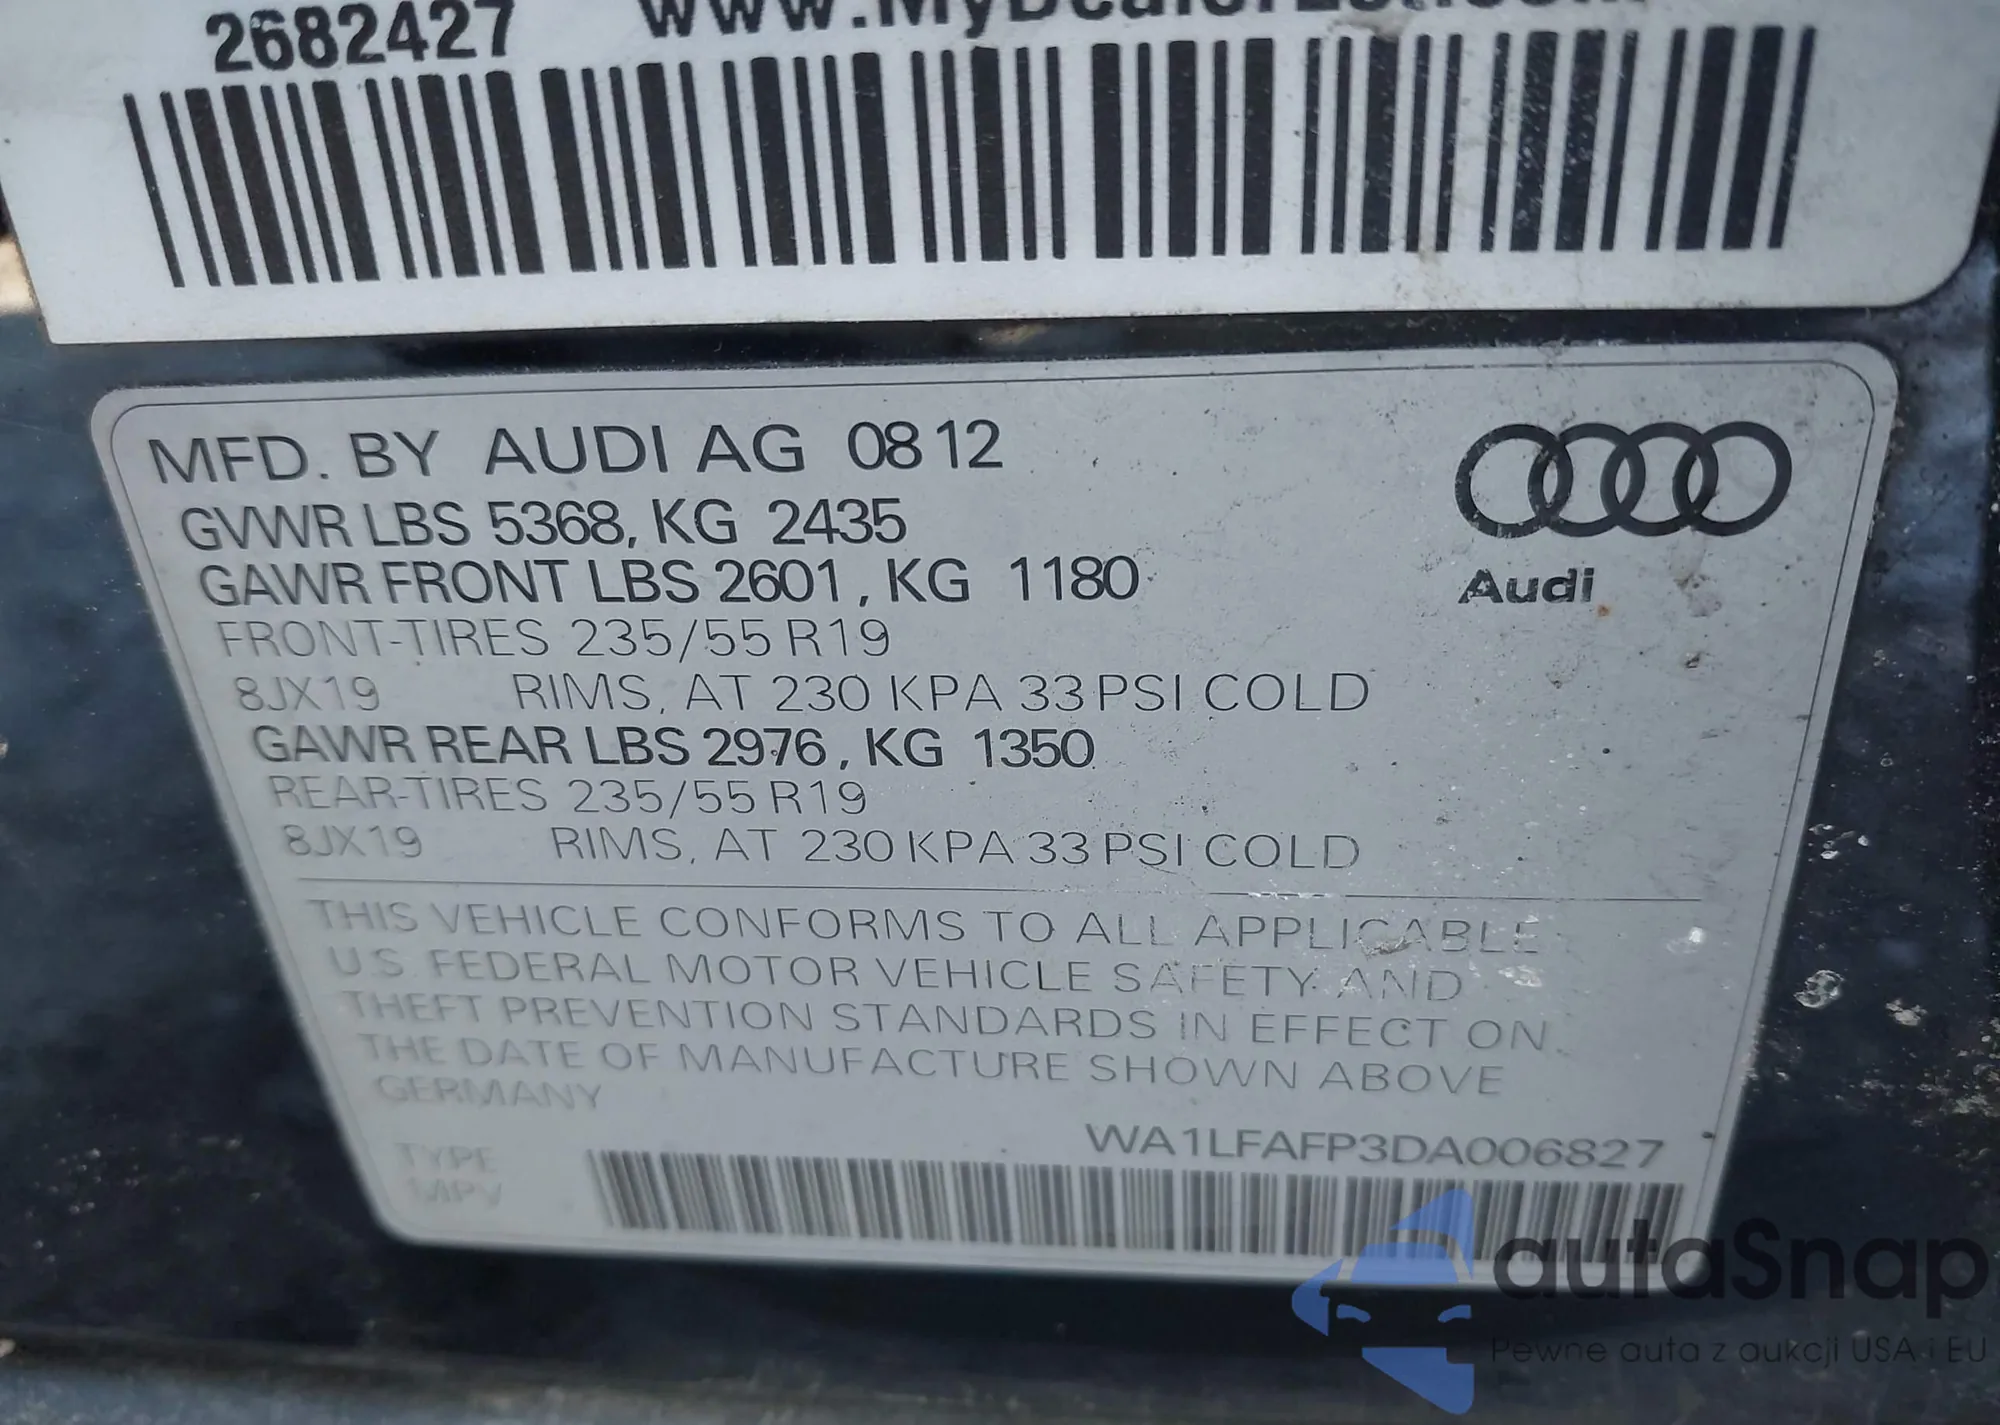 2682427
MFD. BY AUDI AG 0812
GVWR LBS 5368, KG 2435
GAWR FRONT LBS 2601, KG 1180
FRONT-TIRES 235/55 R19
8JX19 RIMS, AT 230 KPA 33 PSI COLD
GAWR REAR LBS 2976, KG 1350
REAR-TIRES 235/55 R19
8JX19 RIMS, AT 230 KPA 33 PSI COLD
Audi
THIS VEHICLE CONFORMS TO ALL APPLICABLE
U.S. FEDERAL MOTOR VEHICLE SAFETY AND
THEFT PREVENTION STANDARDS IN EFFECT ON
THE DATE OF MANUFACTURE SHOWN ABOVE
GERMANY
WA1LFAFP3DA006827
TYPE
MPV
autaSnap
Pewne auta z aukcji USA i EU